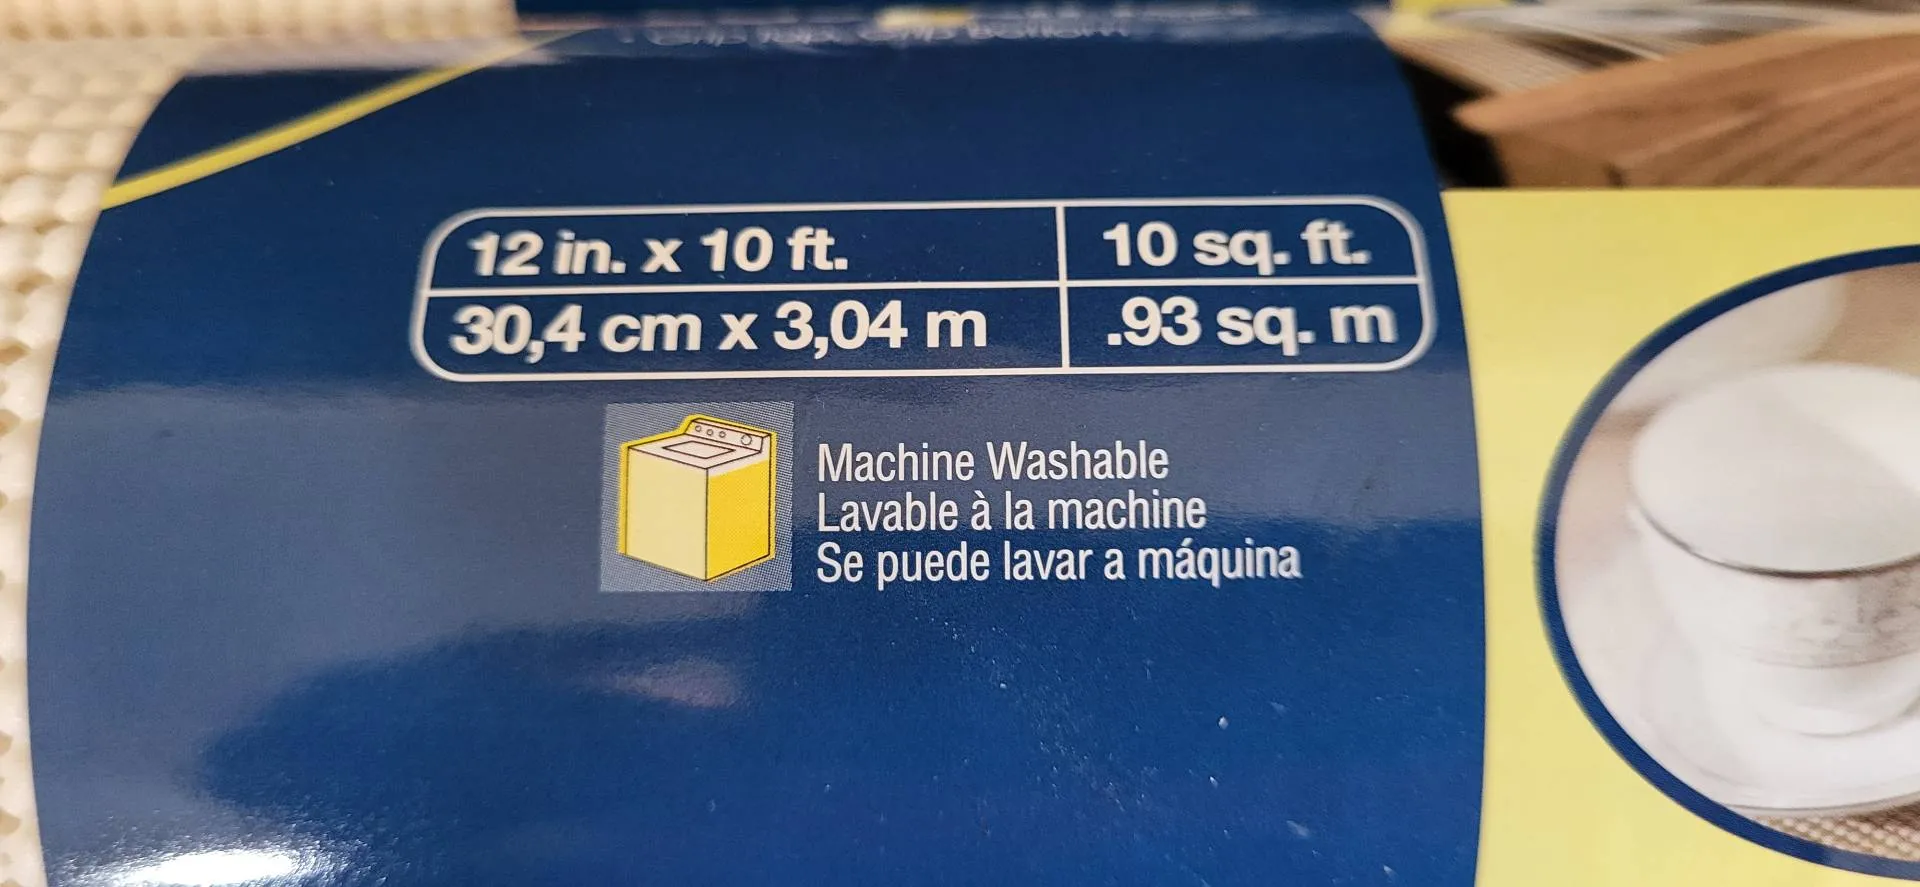 12 in. x 10 ft. 10 sq. ft.
30,4 cm x 3,04 m .93 sq. m
Machine Washable
Lavable à la machine
Se puede lavar a máquina